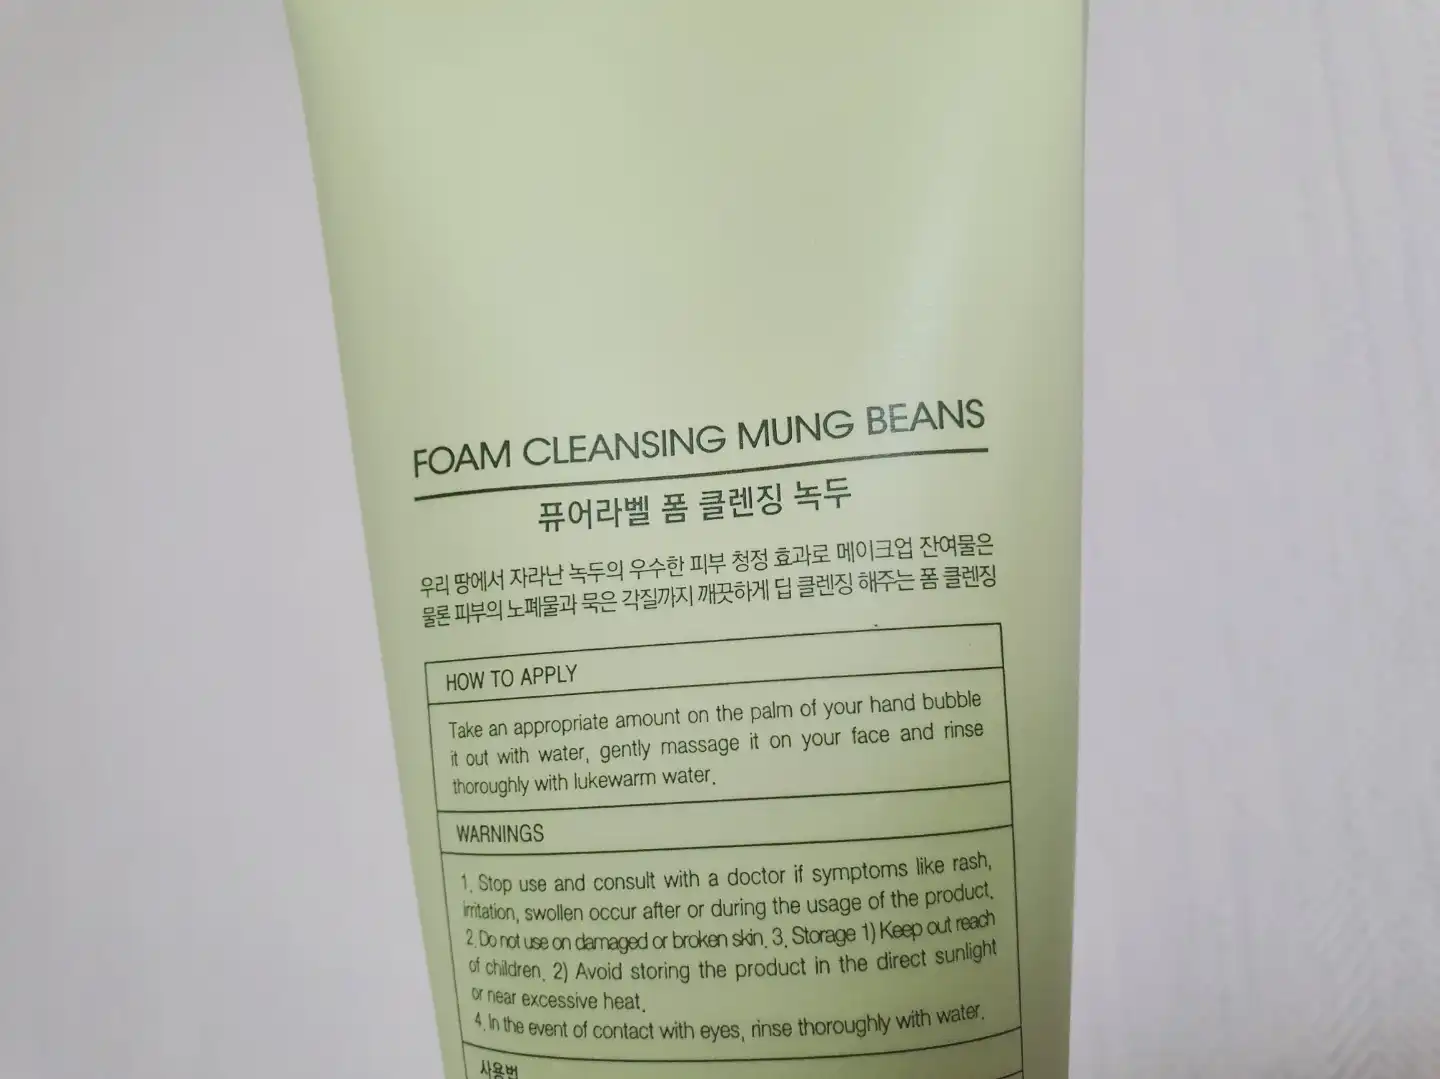 FOAM CLEANSING MUNG BEANS
퓨어라벨 폼 클렌징 녹두
우리 땅에서 자라난 녹두의 우수한 피부 청정 효과로 메이크업 잔여물은
물론 피부의 노폐물과 묵은 각질까지 깨끗하게 딥 클렌징 해주는 폼 클렌징
HOW TO APPLY
Take an appropriate amount on the palm of your hand bubble
it out with water, gently massage it on your face and rinse
thoroughly with lukewarm water.
WARNINGS
1. Stop use and consult with a doctor if symptoms like rash,
irritation, swollen occur after or during the usage of the product.
2. Do not use on damaged or broken skin. 3. Storage 1) Keep out reach
of children. 2) Avoid storing the product in the direct sunlight
or near excessive heat.
4. In the event of contact with eyes, rinse thoroughly with water.
사용법